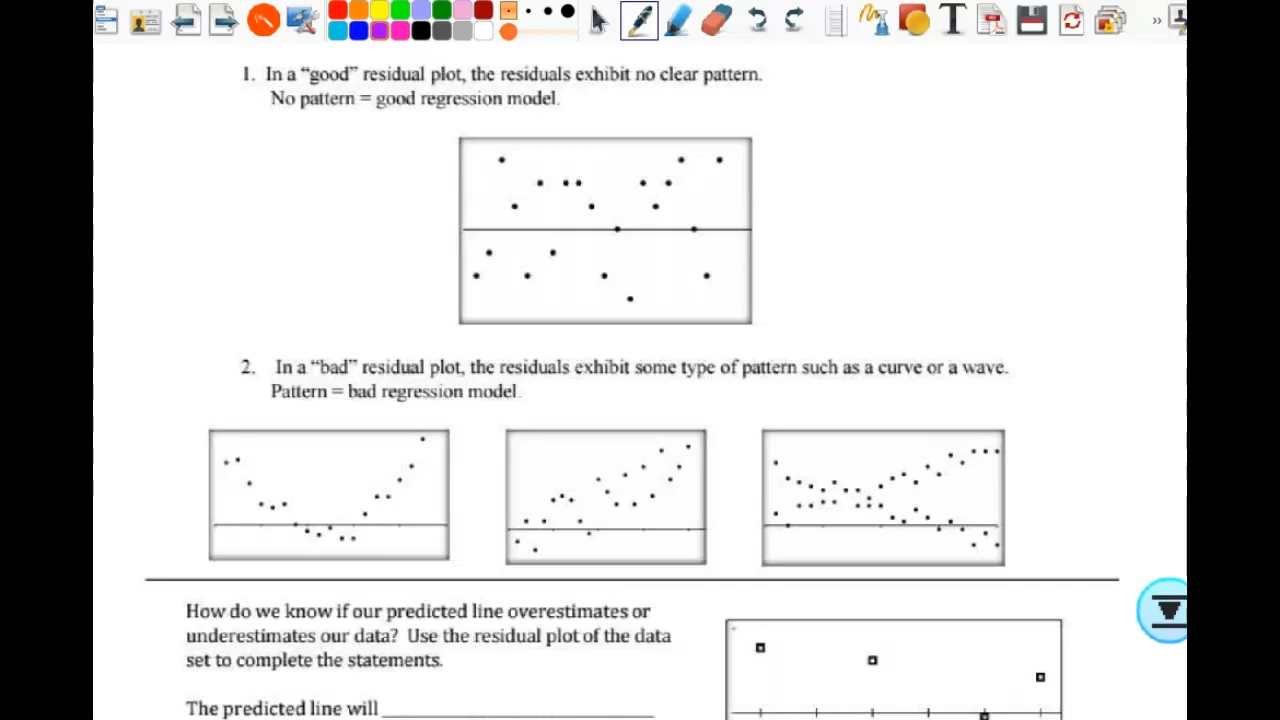 1. In a “good” residual plot, the residuals exhibit no clear pattern.
No pattern = good regression model.
2. In a “bad” residual plot, the residuals exhibit some type of pattern such as a curve or a wave.
Pattern = bad regression model.
How do we know if our predicted line overestimates or
underestimates our data? Use the residual plot of the data
set to complete the statements.
The predicted line will